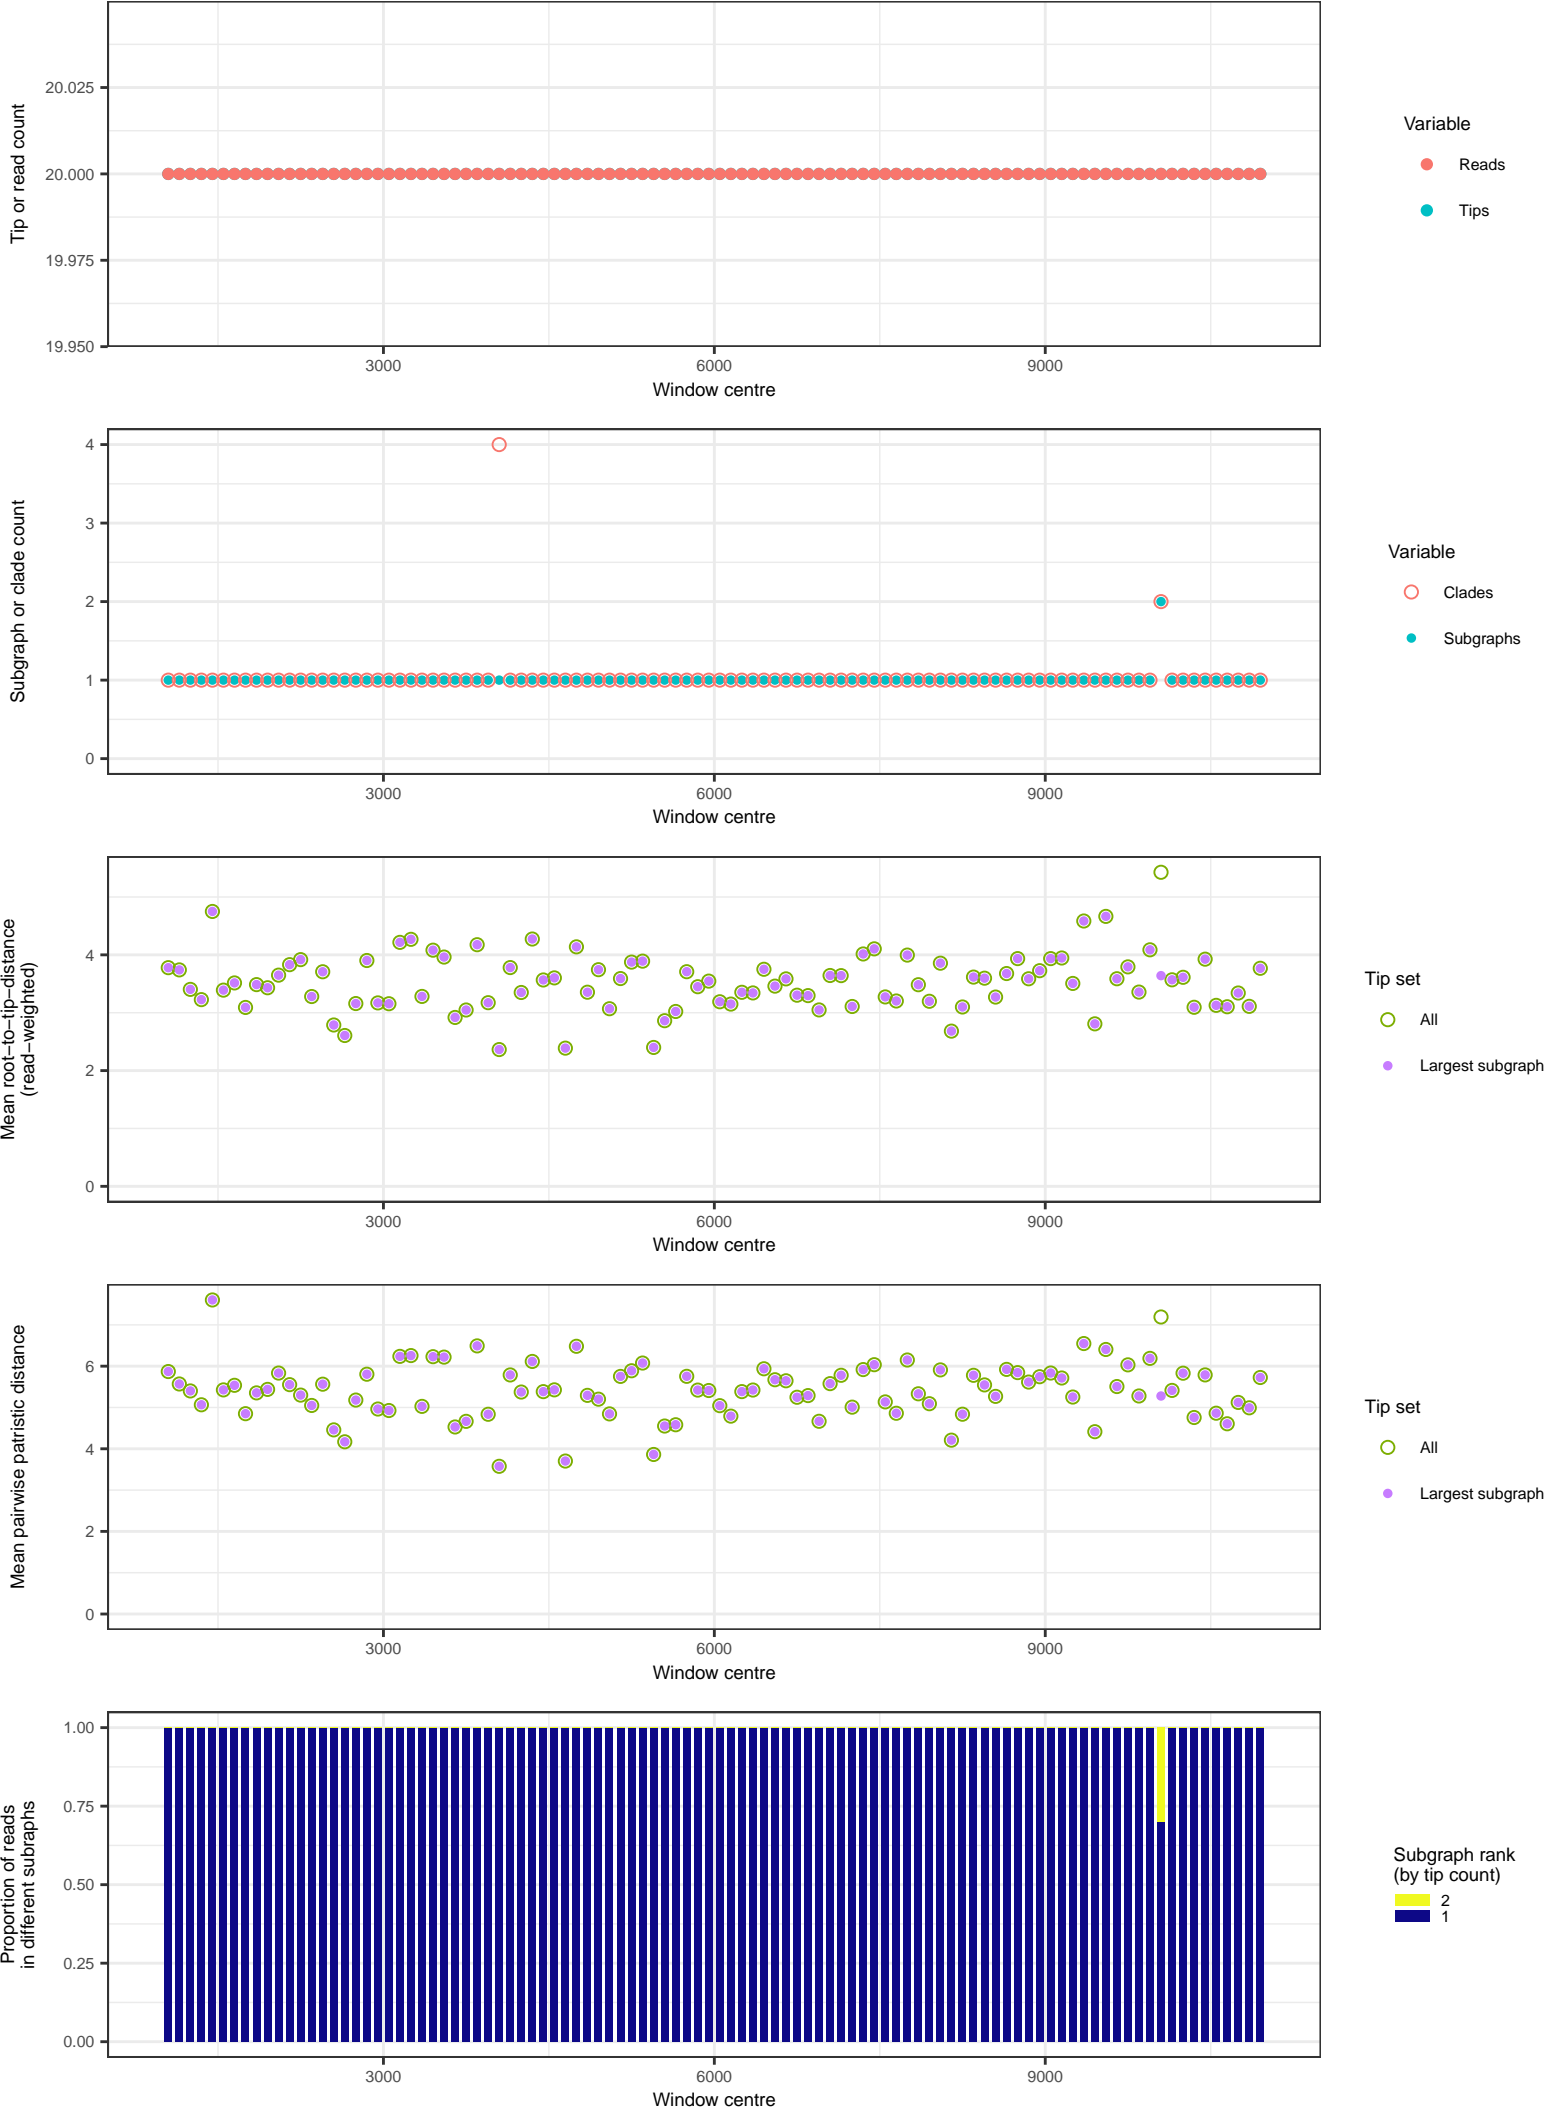 Tip or read count
20.025
20.000
19.975
19.950
3000
6000
9000
Window centre
Variable
Reads
Tips
Subgraph or clade count
4
3
2
1
0
3000
6000
9000
Window centre
Variable
Clades
Subgraphs
Mean root−to−tip−distance
(read−weighted)
4
2
0
3000
6000
9000
Window centre
Tip set
All
Largest subgraph
Mean pairwise patristic distance
6
4
2
0
3000
6000
9000
Window centre
Tip set
All
Largest subgraph
Proportion of reads
in different subraphs
1.00
0.75
0.50
0.25
0.00
3000
6000
9000
Window centre
Subgraph rank
(by tip count)
2
1